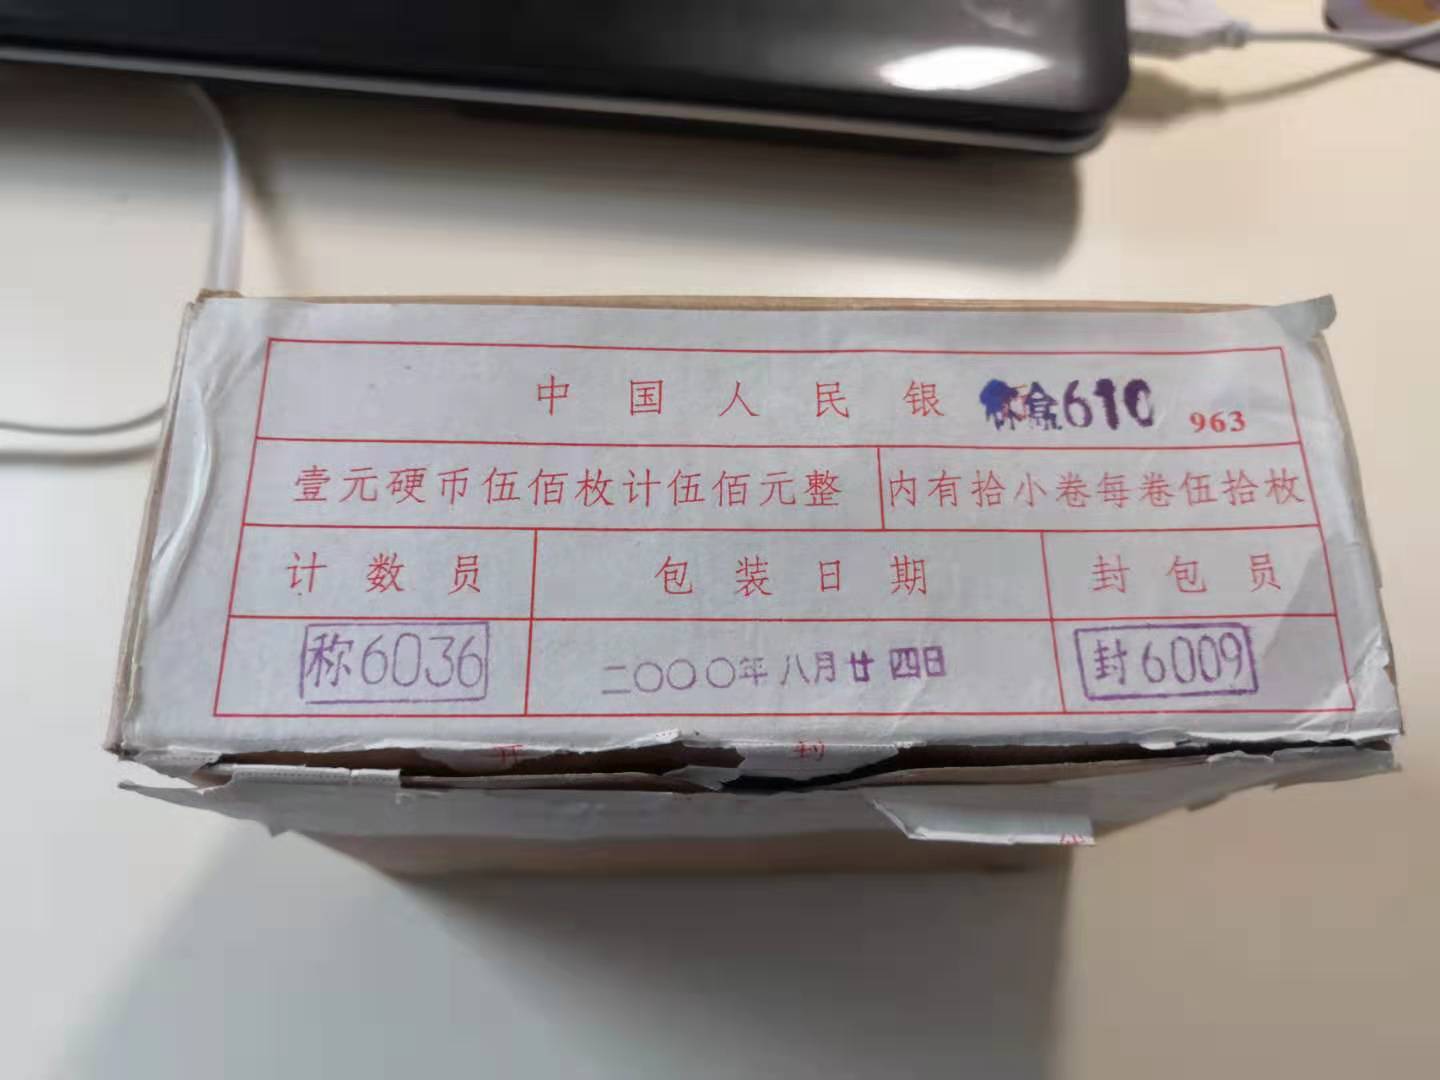 中国人民银 610 963
壹元硬币伍佰枚计伍佰元整 内有拾小卷每卷伍拾枚
计数员 包装日期 封包员
称6036 二〇〇〇年八月廿四日 封6009